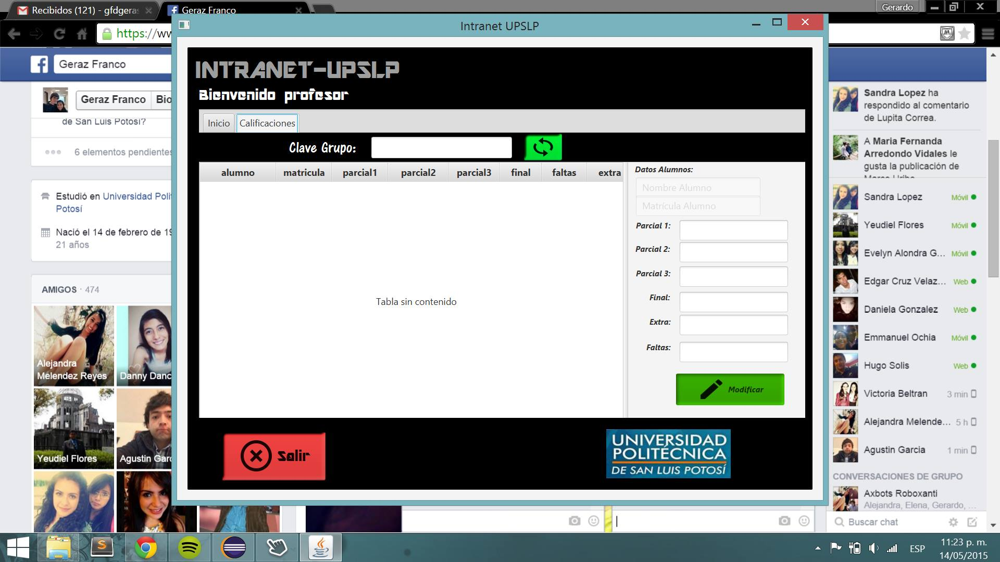 Recibidos (121) - gfdgeras
Geraz Franco
Gerardo
https://ww
Intranet UPSLP
Geraz Franco
Geraz Franco
Bio
de San Luis Potosí?
6 elementos pendientes
Estudió en Universidad Polit
Potosí
Nació el 14 de febrero de 19
21 años
AMIGOS · 474
Alejandra
Melendez Reyes
Danny Danc
Yeudiel Flores
Agustin Garc
INTRANET-UPSLP
Bienvenido profesor
Inicio
Calificaciones
Clave Grupo:
alumno
matricula
parcial1
parcial2
parcial3
final
faltas
extra
Tabla sin contenido
Datos Alumnos:
Nombre Alumno
Matrícula Alumno
Parcial 1:
Parcial 2:
Parcial 3:
Final:
Extra:
Faltas:
Modificar
Salir
UNIVERSIDAD
POLITÉCNICA
DE SAN LUIS POTOSÍ
Sandra Lopez ha
respondido al comentario
de Lupita Correa.
A Maria Fernanda
Arredondo Vidales le
gusta la publicación de
Sandra Lopez Móvil
Yeudiel Flores Móvil
Evelyn Alondra G... Móvil
Edgar Cruz Velaz... Web
Daniela Gonzalez Web
Emmanuel Ochia Móvil
Hugo Solis Web
Victoria Beltran 3 min
Alejandra Melende... 5 h
Agustin Garcia 1 min
CONVERSACIONES DE GRUPO
Axbots Roboxanti
Alejandra, Elena, Gerardo, ...
Buscar chat
ESP
11:23 p. m.
14/05/2015